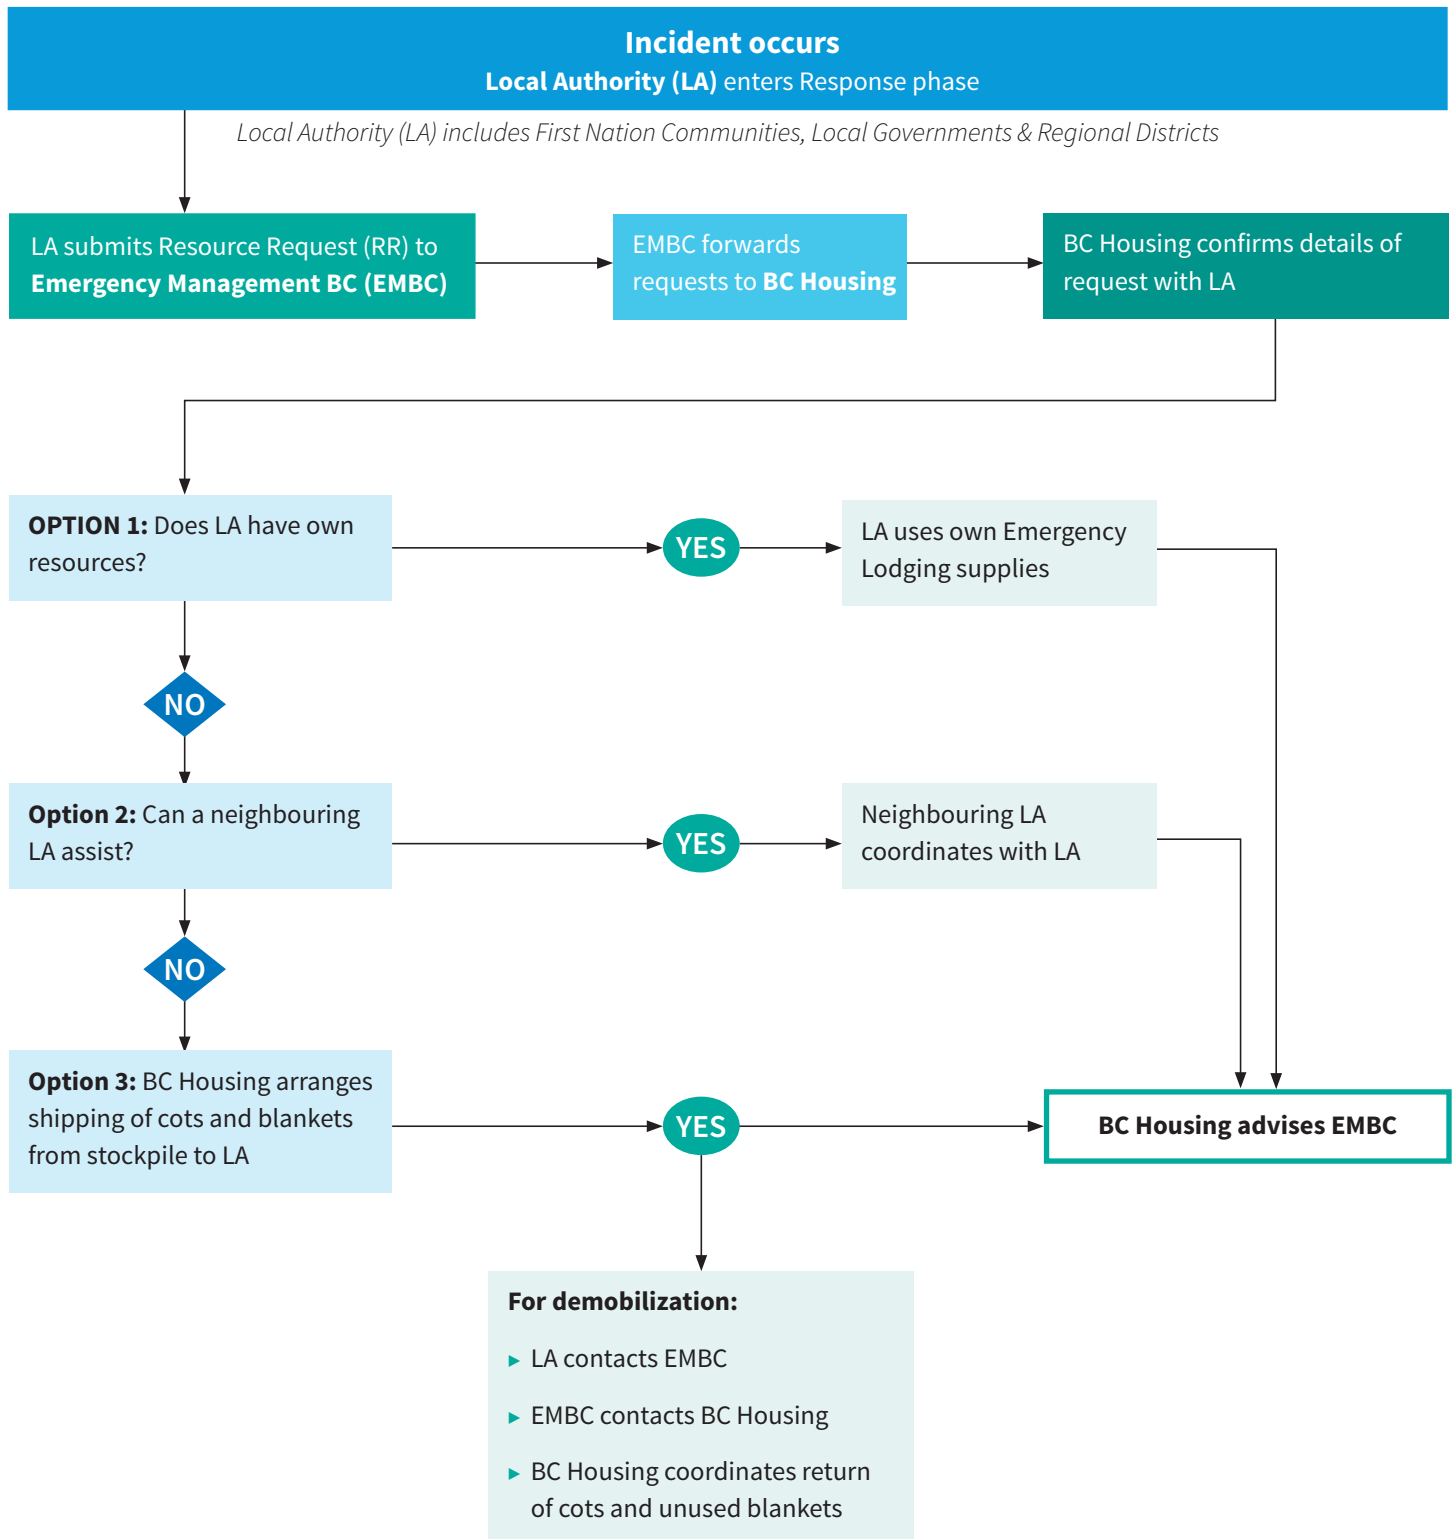 Incident occurs
Local Authority (LA) enters Response phase
Local Authority (LA) includes First Nation Communities, Local Governments & Regional Districts
LA submits Resource Request (RR) to
Emergency Management BC (EMBC)
EMBC forwards
requests to BC Housing
BC Housing confirms details of
request with LA
OPTION 1: Does LA have own
resources?
YES
LA uses own Emergency
Lodging supplies
NO
Option 2: Can a neighbouring
LA assist?
YES
Neighbouring LA
coordinates with LA
NO
Option 3: BC Housing arranges
shipping of cots and blankets
from stockpile to LA
YES
BC Housing advises EMBC
For demobilization:
▸ LA contacts EMBC
▸ EMBC contacts BC Housing
▸ BC Housing coordinates return
of cots and unused blankets